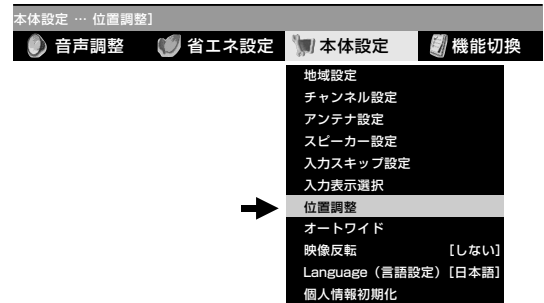 本体設定 … 位置調整]
音声調整 省エネ設定 本体設定 機能切換
地域設定
チャンネル設定
アンテナ設定
スピーカー設定
入力スキップ設定
入力表示選択
位置調整
オートワイド
映像反転 [しない]
Language（言語設定）[日本語]
個人情報初期化